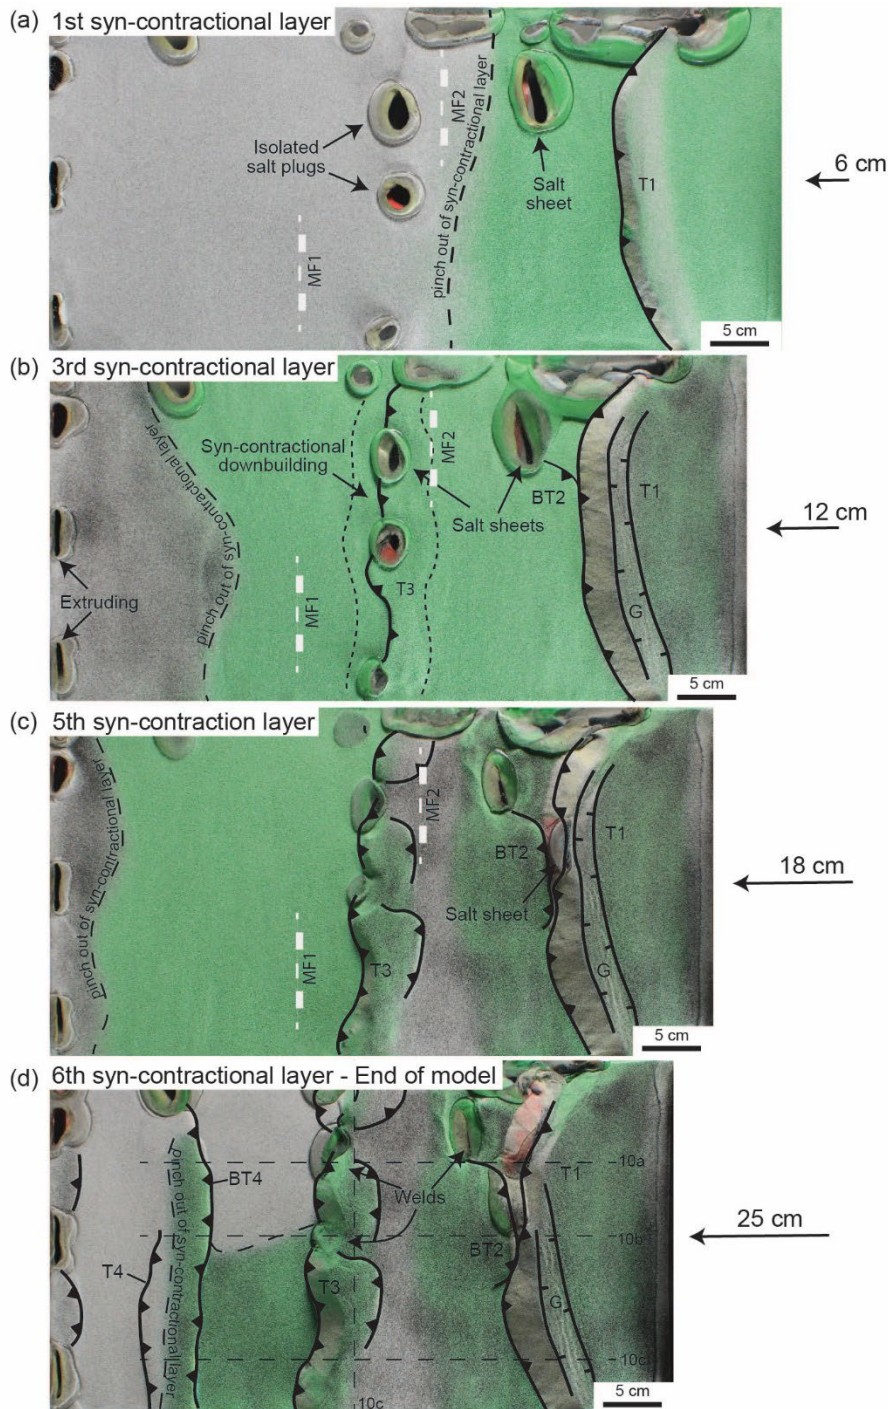 (a) 1st syn-contractional layer
MF2
pinch out of syn-contractional layer
Isolated
salt plugs
Salt
sheet
T1
6 cm
MF1
5 cm
(b) 3rd syn-contractional layer
pinch out of syn-contractional layer
Syn-contractional
downbuilding
MF2
Salt sheets
BT2
T1
12 cm
Extruding
MF1
T3
G
5 cm
(c) 5th syn-contraction layer
pinch out of syn-contractional layer
MF2
BT2
T1
18 cm
Salt sheet
MF1
T3
G
5 cm
(d) 6th syn-contractional layer - End of model
pinch out of syn-contractional layer
BT4
Welds
10a
T1
25 cm
10b
BT2
T4
T3
G
10c
10c
5 cm